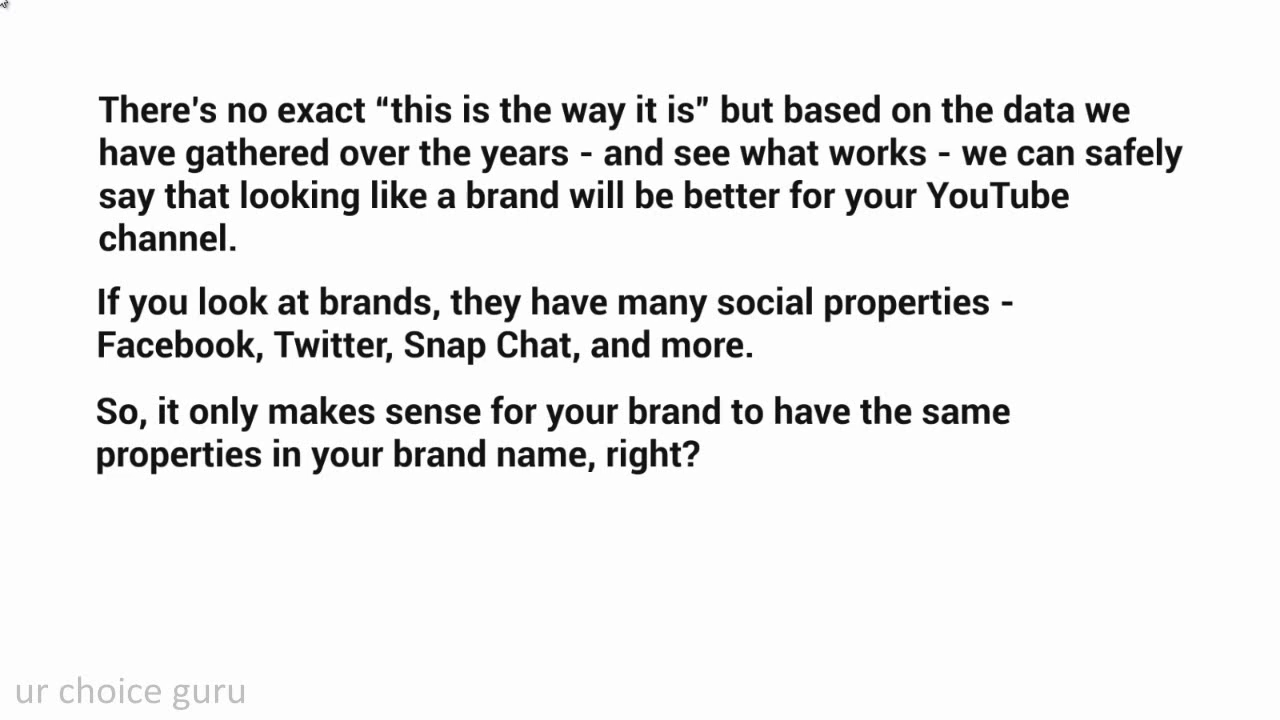 There's no exact “this is the way it is” but based on the data we
have gathered over the years - and see what works - we can safely
say that looking like a brand will be better for your YouTube
channel.
If you look at brands, they have many social properties -
Facebook, Twitter, Snap Chat, and more.
So, it only makes sense for your brand to have the same
properties in your brand name, right?
ur choice guru